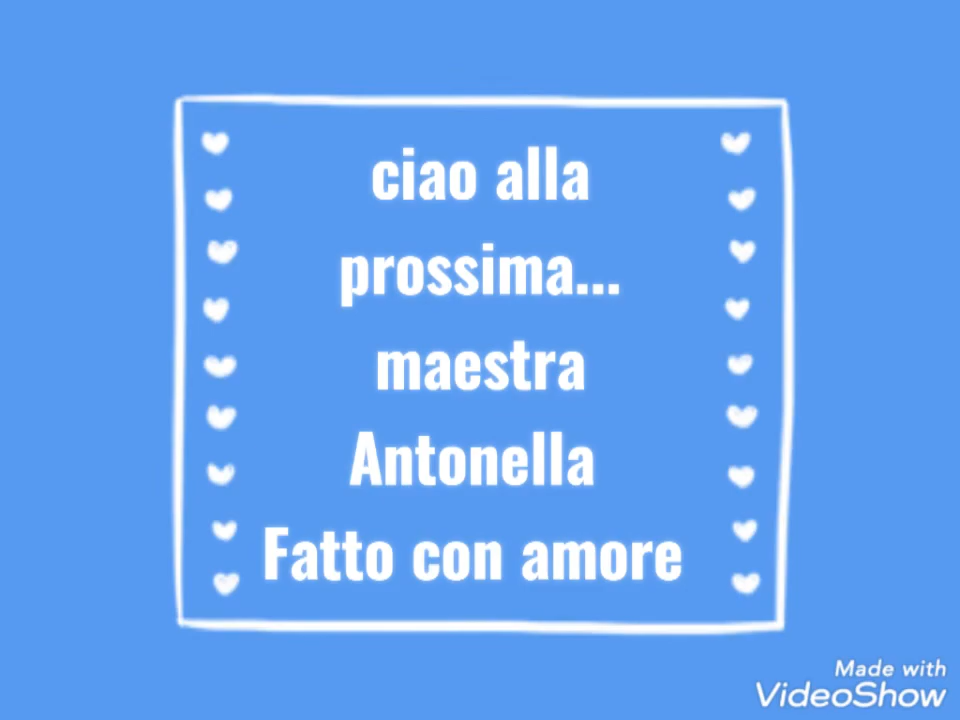 ciao alla
prossima...
maestra
Antonella
Fatto con amore
Made with
VideoShow